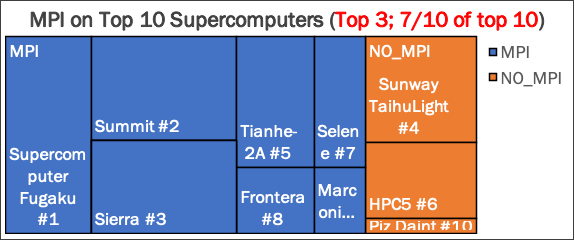 MPI on Top 10 Supercomputers (Top 3; 7/10 of top 10)
MPI
Supercom
puter
Fugaku
#1
Summit #2
Sierra #3
Tianhe-
2A #5
Frontera
#8
Selen
e #7
Marc
oni...
NO_MPI
Sunway
TaihuLight
#4
HPC5 #6
Piz Daint #10
MPI
NO_MPI